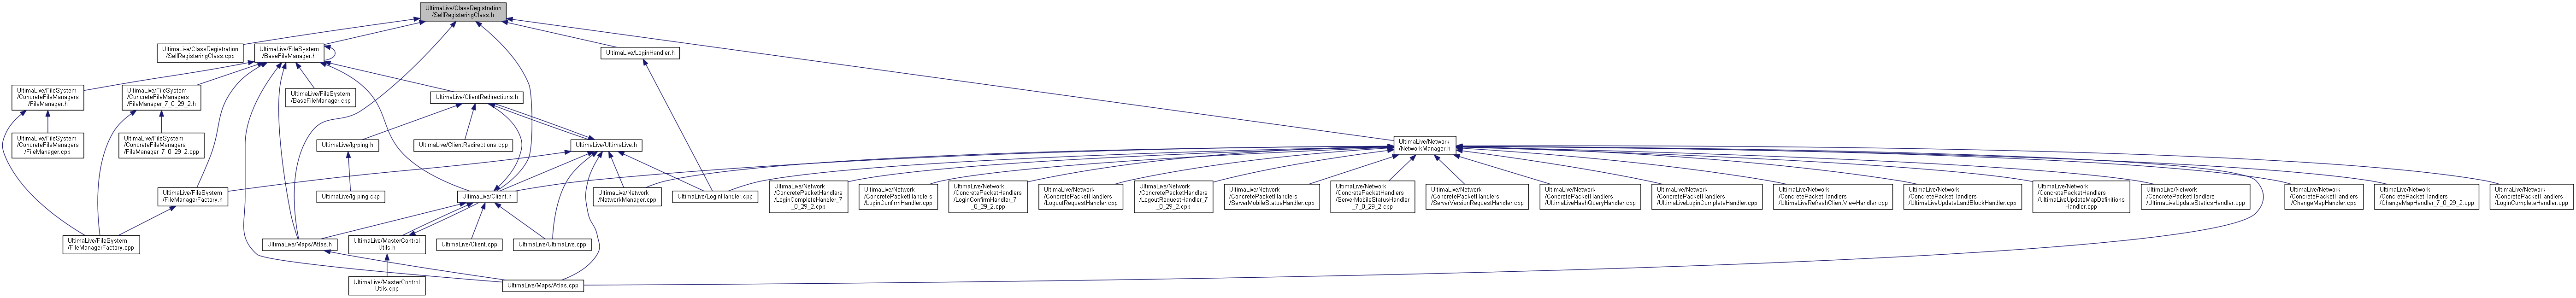 UltimaLive/ClassRegistration
/SelfRegisteringClass.h
UltimaLive/ClassRegistration
/SelfRegisteringClass.cpp
UltimaLive/FileSystem
/BaseFileManager.h
UltimaLive/LoginHandler.h
UltimaLive/FileSystem
/ConcreteFileManagers
/FileManager.h
UltimaLive/FileSystem
/ConcreteFileManagers
/FileManager_7_0_29_2.h
UltimaLive/FileSystem
/BaseFileManager.cpp
UltimaLive/ClientRedirections.h
UltimaLive/FileSystem
/ConcreteFileManagers
/FileManager.cpp
UltimaLive/FileSystem
/ConcreteFileManagers
/FileManager_7_0_29_2.cpp
UltimaLive/Igrping.h
UltimaLive/ClientRedirections.cpp
UltimaLive/UltimaLive.h
UltimaLive/Network
/NetworkManager.h
UltimaLive/FileSystem
/FileManagerFactory.h
UltimaLive/Igrping.cpp
UltimaLive/Client.h
UltimaLive/Network
/NetworkManager.cpp
UltimaLive/LoginHandler.cpp
UltimaLive/Network
/ConcretePacketHandlers
/LoginCompleteHandler_7
_0_29_2.cpp
UltimaLive/Network
/ConcretePacketHandlers
/LoginConfirmHandler.cpp
UltimaLive/Network
/ConcretePacketHandlers
/LoginConfirmHandler_7
_0_29_2.cpp
UltimaLive/Network
/ConcretePacketHandlers
/LogoutRequestHandler.cpp
UltimaLive/Network
/ConcretePacketHandlers
/LogoutRequestHandler_7
_0_29_2.cpp
UltimaLive/Network
/ConcretePacketHandlers
/ServerMobileStatusHandler.cpp
UltimaLive/Network
/ConcretePacketHandlers
/ServerMobileStatusHandler
_7_0_29_2.cpp
UltimaLive/Network
/ConcretePacketHandlers
/ServerVersionRequestHandler.cpp
UltimaLive/Network
/ConcretePacketHandlers
/UltimaLiveHashQueryHandler.cpp
UltimaLive/Network
/ConcretePacketHandlers
/UltimaLiveLoginCompleteHandler.cpp
UltimaLive/Network
/ConcretePacketHandlers
/UltimaLiveRefreshClientViewHandler.cpp
UltimaLive/Network
/ConcretePacketHandlers
/UltimaLiveUpdateLandBlockHandler.cpp
UltimaLive/Network
/ConcretePacketHandlers
/UltimaLiveUpdateMapDefinitions
Handler.cpp
UltimaLive/Network
/ConcretePacketHandlers
/UltimaLiveUpdateStaticsHandler.cpp
UltimaLive/Network
/ConcretePacketHandlers
/ChangeMapHandler.cpp
UltimaLive/Network
/ConcretePacketHandlers
/ChangeMapHandler_7_0_29_2.cpp
UltimaLive/Network
/ConcretePacketHandlers
/LoginCompleteHandler.cpp
UltimaLive/FileSystem
/FileManagerFactory.cpp
UltimaLive/Maps/Atlas.h
UltimaLive/MasterControl
Utils.h
UltimaLive/Client.cpp
UltimaLive/UltimaLive.cpp
UltimaLive/MasterControl
Utils.cpp
UltimaLive/Maps/Atlas.cpp